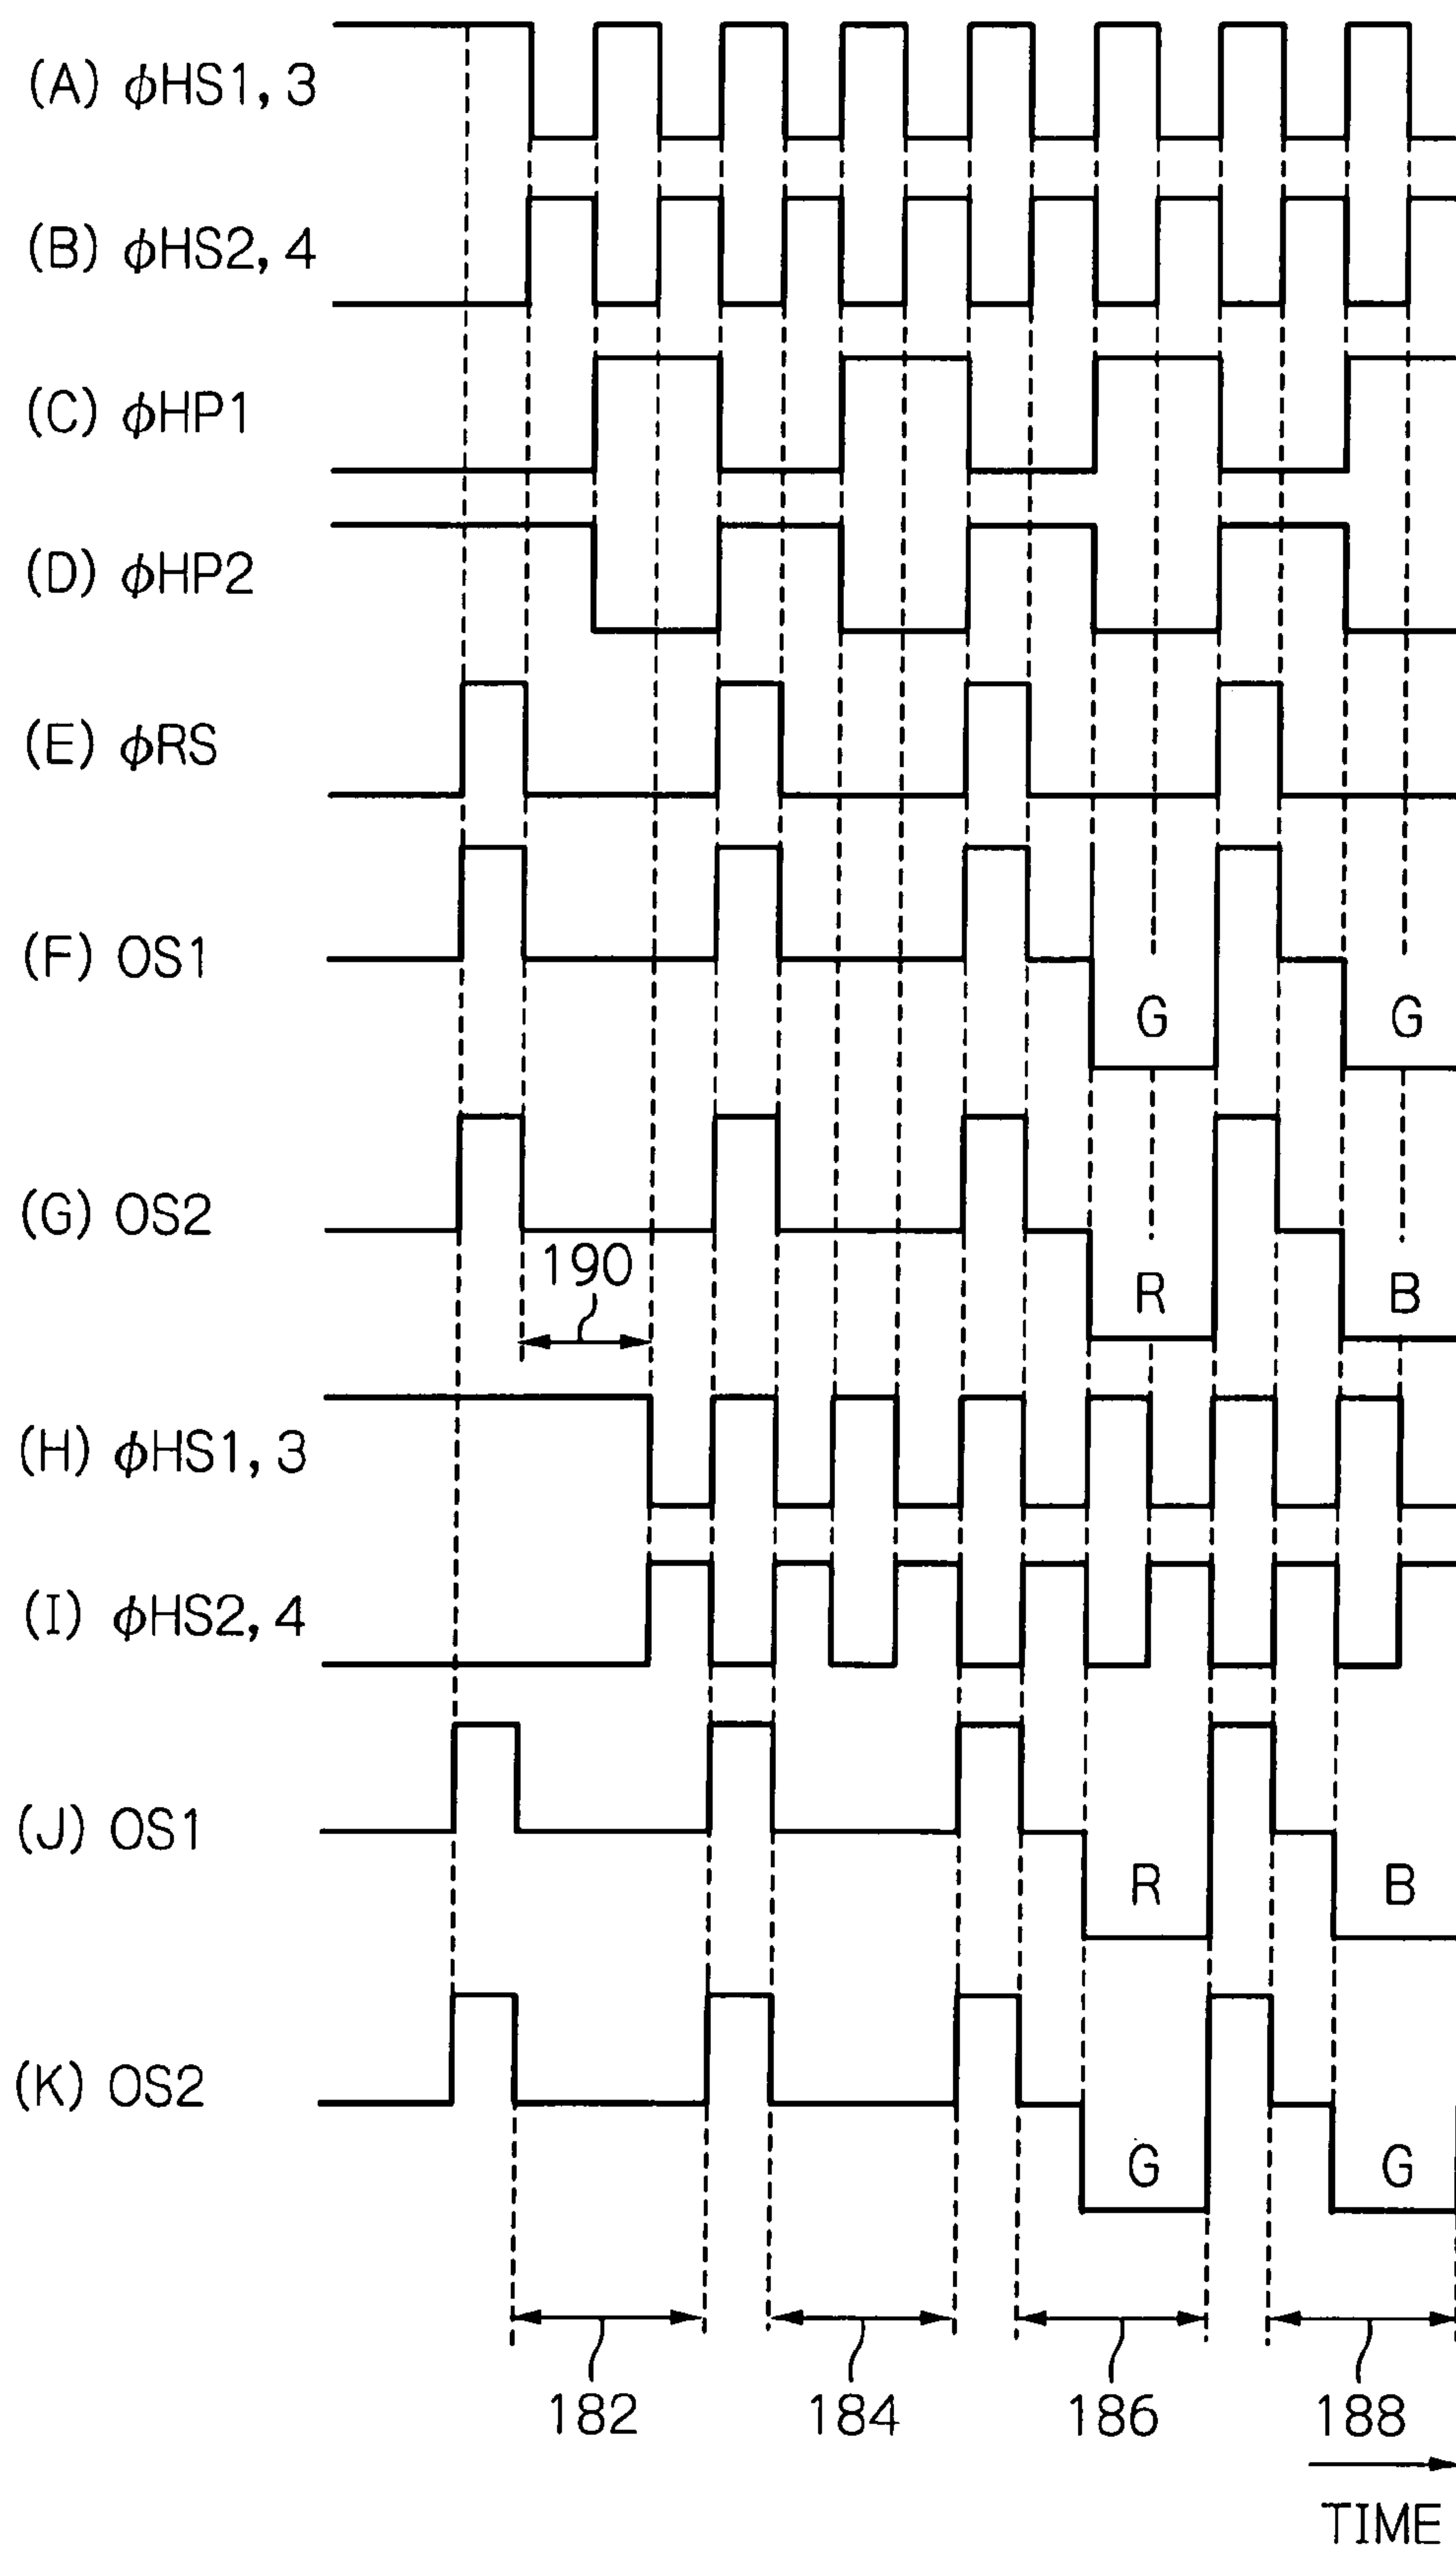 (A) ϕHS1, 3
(B) ϕHS2, 4
(C) ϕHP1
(D) ϕHP2
(E) ϕRS
(F) OS1
G G
(G) OS2
190
R B
(H) ϕHS1, 3
(I) ϕHS2, 4
(J) OS1
R B
(K) OS2
G G
182 184 186 188
TIME